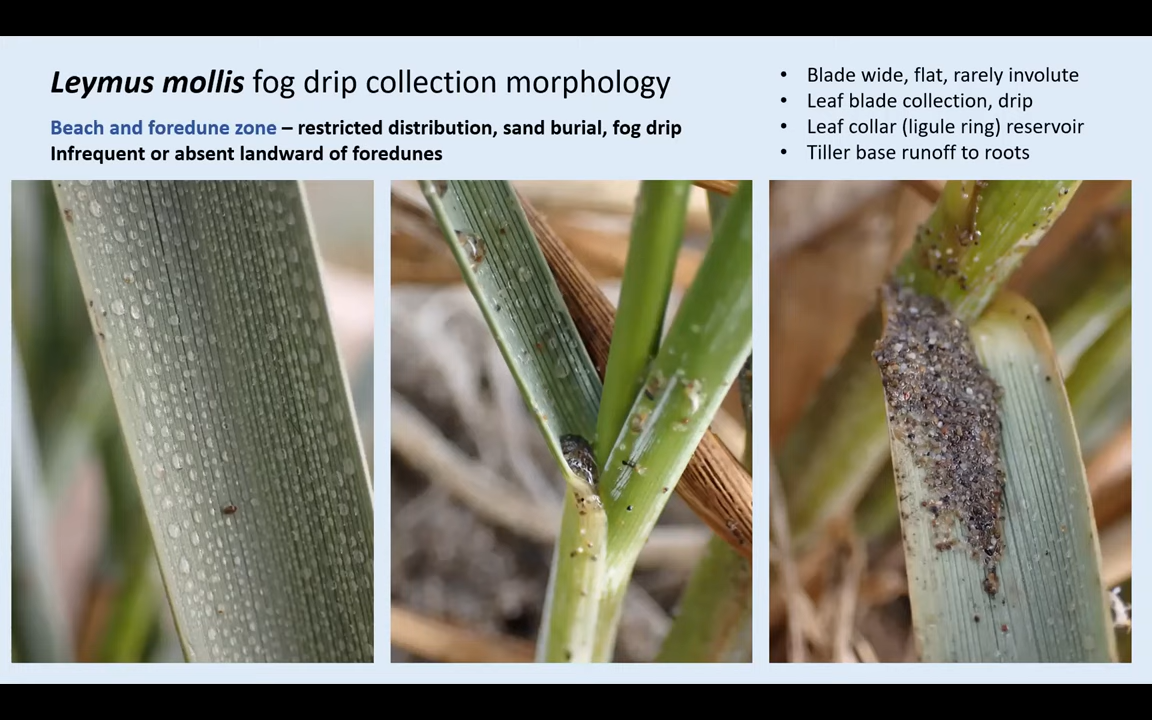 Leymus mollis fog drip collection morphology
Beach and foredune zone – restricted distribution, sand burial, fog drip
Infrequent or absent landward of foredunes
• Blade wide, flat, rarely involute
• Leaf blade collection, drip
• Leaf collar (ligule ring) reservoir
• Tiller base runoff to roots